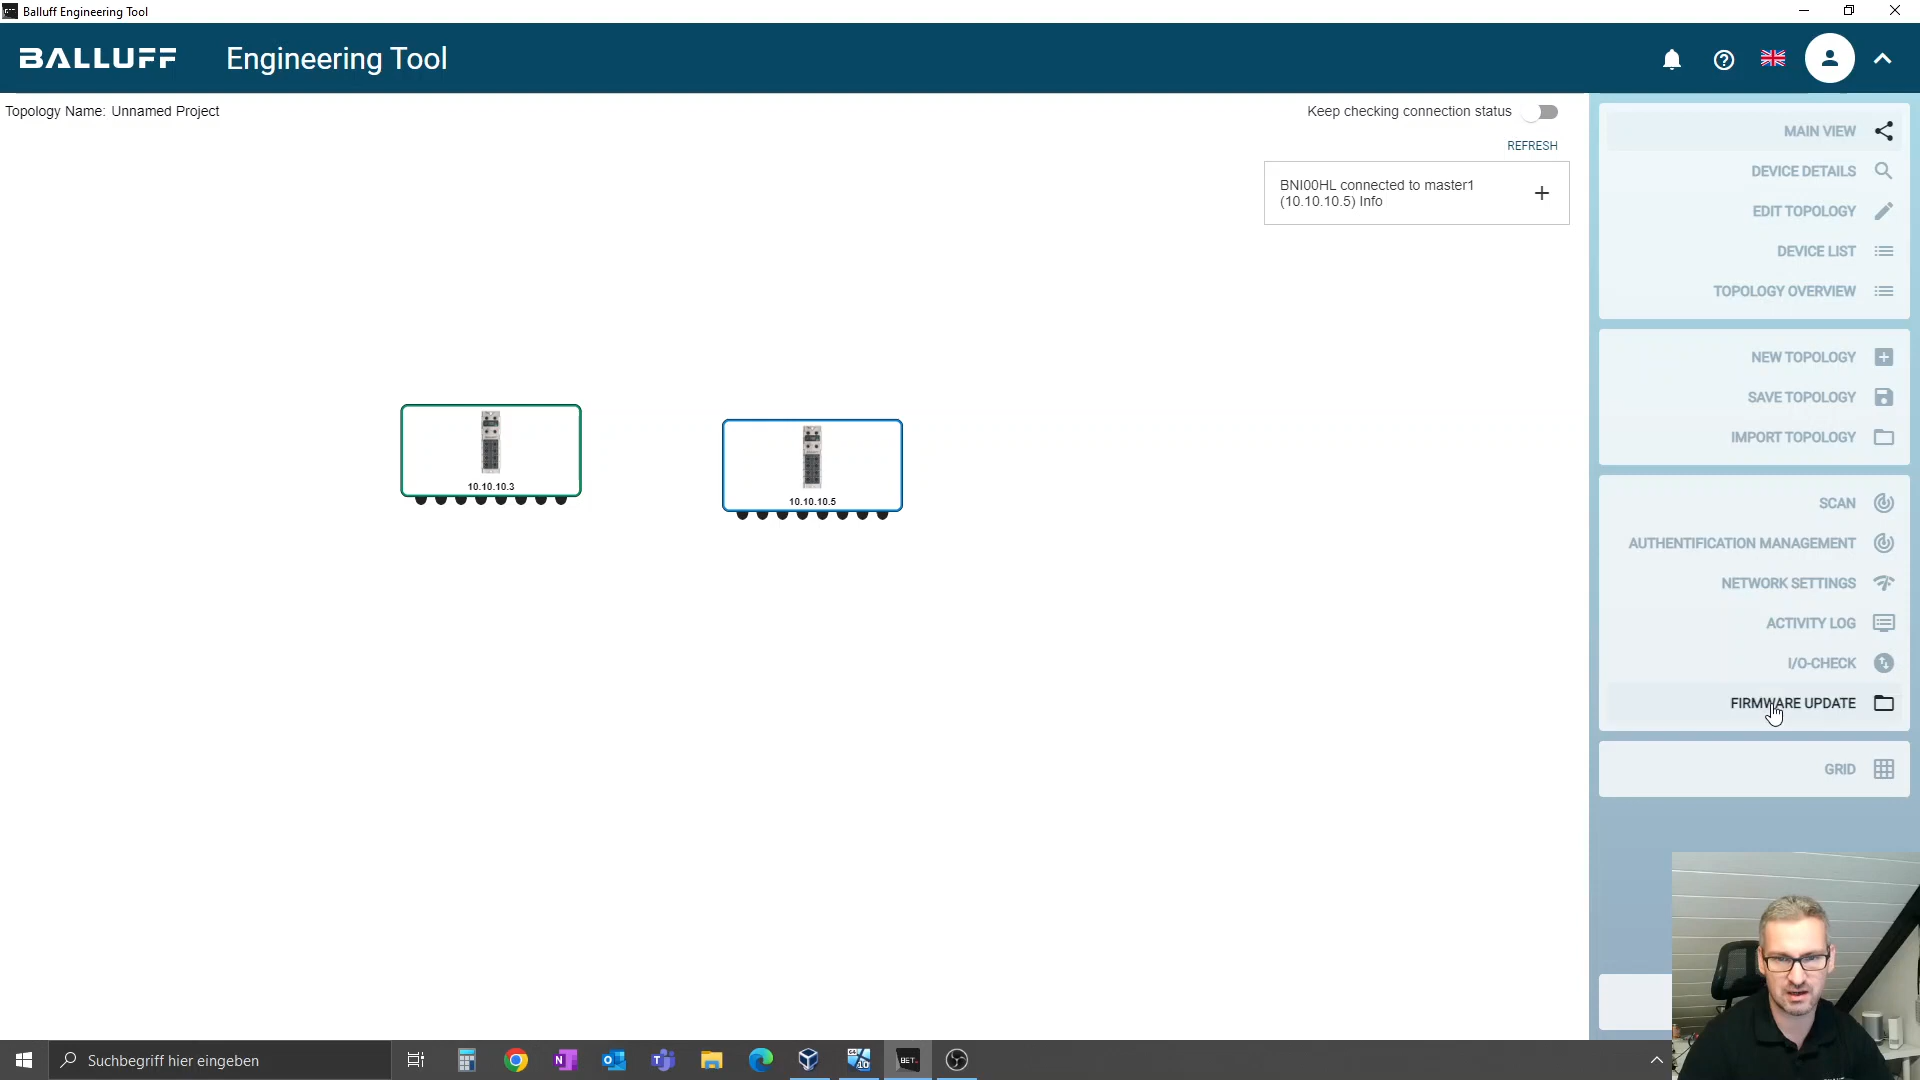 Balluff Engineering Tool
BALLUFF
Engineering Tool
Topology Name: Unnamed Project
Keep checking connection status
REFRESH
BNI00HL connected to master1
(10.10.10.5) Info
10.10.10.3
10.10.10.5
MAIN VIEW
DEVICE DETAILS
EDIT TOPOLOGY
DEVICE LIST
TOPOLOGY OVERVIEW
NEW TOPOLOGY
SAVE TOPOLOGY
IMPORT TOPOLOGY
SCAN
AUTHENTIFICATION MANAGEMENT
NETWORK SETTINGS
ACTIVITY LOG
I/O-CHECK
FIRMWARE UPDATE
GRID
Suchbegriff hier eingeben
BET